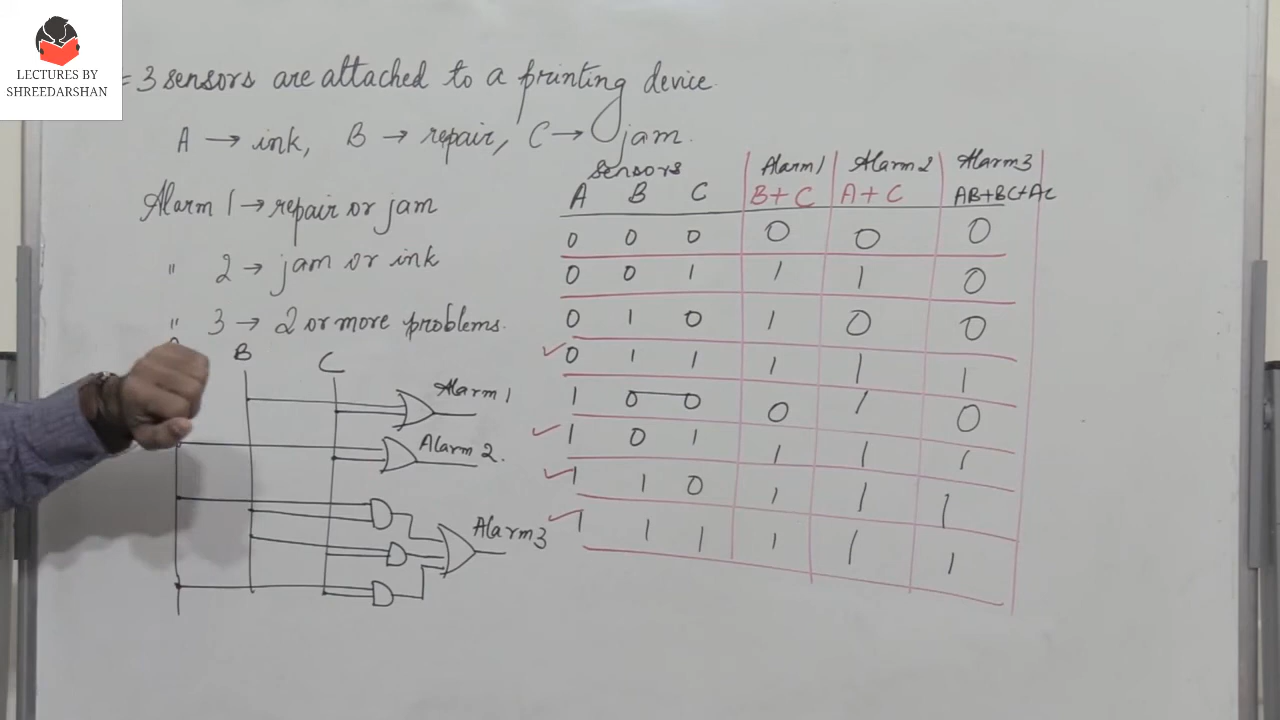 LECTURES BY
SHREEDARSHAN
= 3 sensors are attached to a printing device.
A → ink, B → repair, C → jam.
Alarm 1 → repair or jam
" 2 → jam or ink
" 3 → 2 or more problems.
B C
Alarm 1
Alarm 2.
Alarm 3
sensors Alarm 1 Alarm 2 Alarm 3
A B C B+C A+C AB+BC+AC
0 0 0 0 0 0
0 0 1 1 1 0
0 1 0 1 0 0
✓ 0 1 1 1 1 1
1 0 0 0 1 0
✓ 1 0 1 1 1 1
✓ 1 1 0 1 1 1
✓ 1 1 1 1 1 1